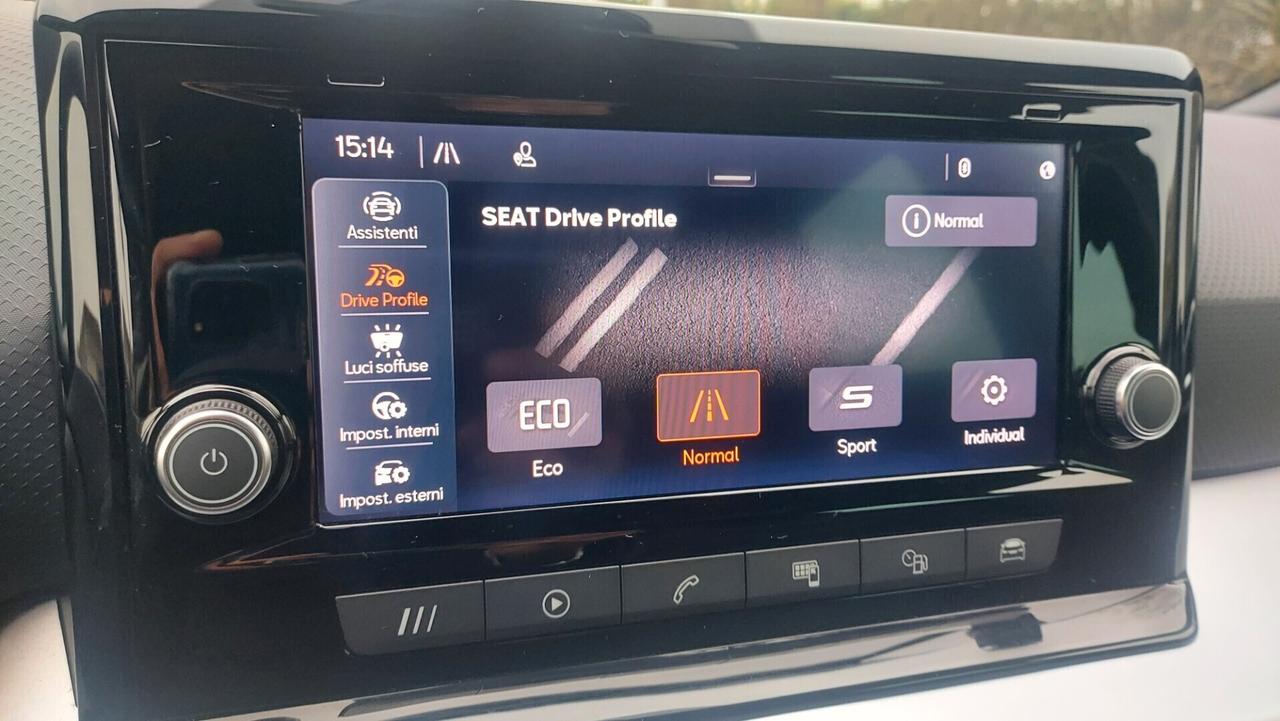 15:14
Assistenti
SEAT Drive Profile
Normal
Drive Profile
Luci soffuse
Impost. interni
Impost. esterni
ECO
S
Eco
Normal
Sport
Individual